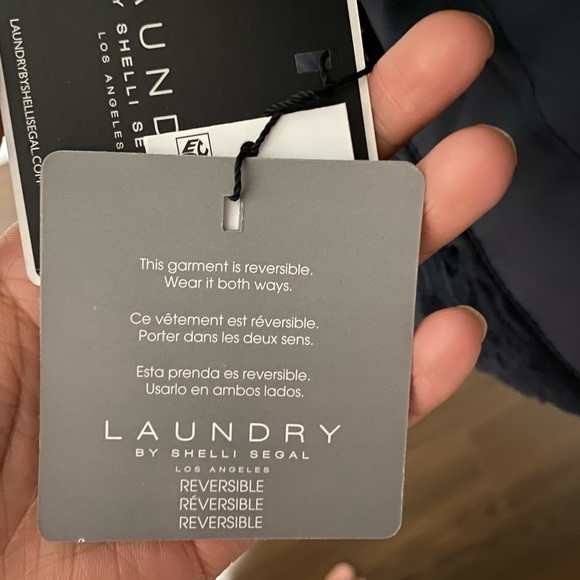 LAUNDRYBYSHELLISEGAL.COM
BY SHELLI
LOS ANGELES
This garment is reversible.
Wear it both ways.
Ce vêtement est réversible.
Porter dans les deux sens.
Esta prenda es reversible.
Usarlo en ambos lados.
LAUNDRY
BY SHELLI SEGAL
LOS ANGELES
REVERSIBLE
RÉVERSIBLE
REVERSIBLE